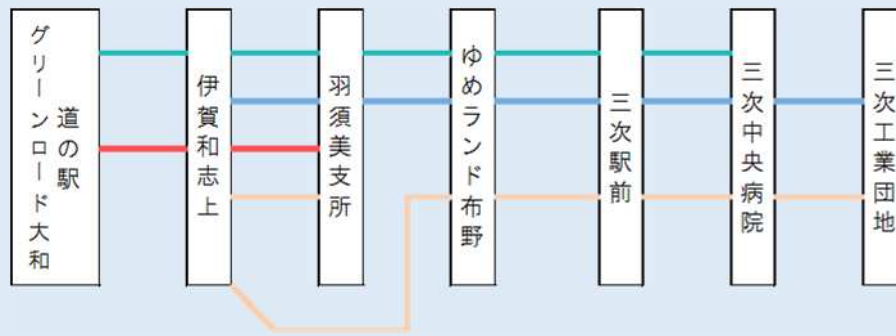 道の駅
グリーンロード大和
伊賀和志上
羽須美支所
ゆめランド布野
三次駅前
三次中央病院
三次工業団地